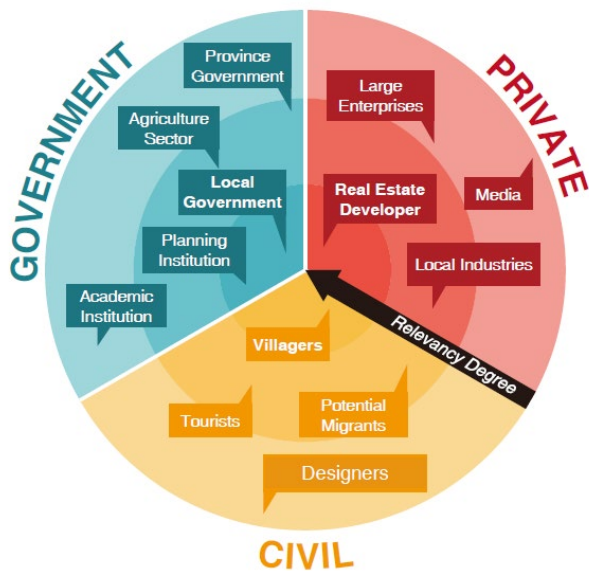 GOVERNMENT
Province
Government
Agriculture
Sector
Local
Government
Planning
Institution
Academic
Institution
PRIVATE
Large
Enterprises
Real Estate
Developer
Media
Local Industries
Relevancy Degree
Villagers
Tourists
Potential
Migrants
Designers
CIVIL